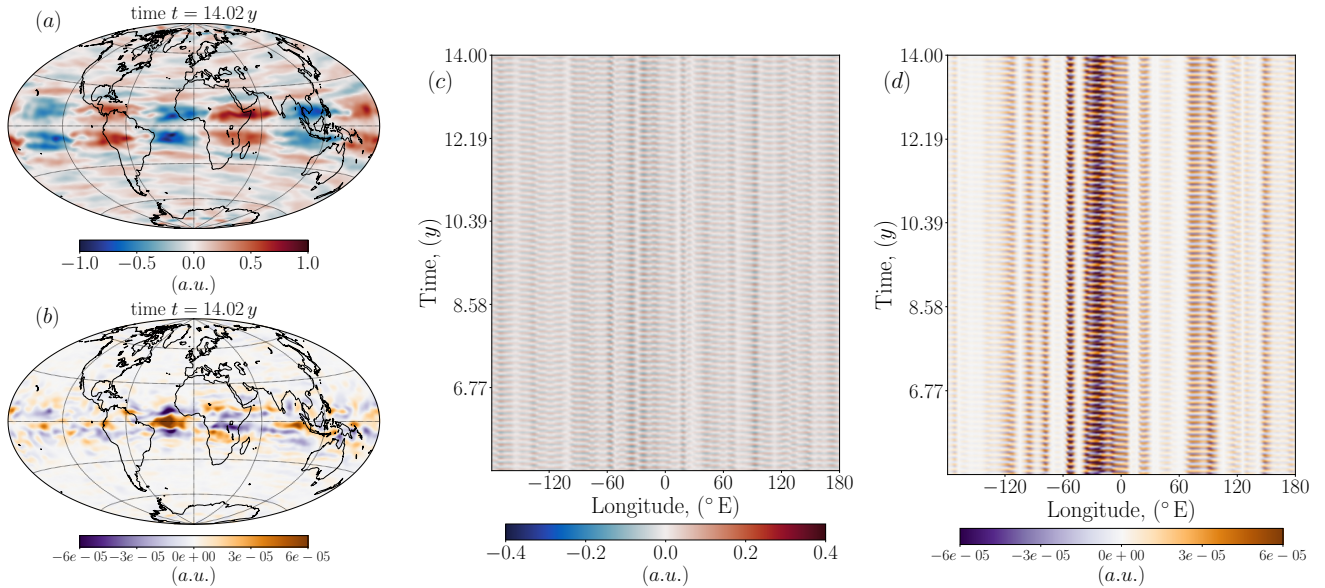 (a)
time t = 14.02 y
−1.0 −0.5 0.0 0.5 1.0
(a.u.)
(b)
time t = 14.02 y
−6e−05 −3e−05 0e+00 3e−05 6e−05
(a.u.)
(c)
Time, (y)
14.00
12.19
10.39
8.58
6.77
−120 −60 0 60 120 180
Longitude, (° E)
−0.4 −0.2 0.0 0.2 0.4
(a.u.)
(d)
Time, (y)
14.00
12.19
10.39
8.58
6.77
−120 −60 0 60 120 180
Longitude, (° E)
−6e−05 −3e−05 0e+00 3e−05 6e−05
(a.u.)